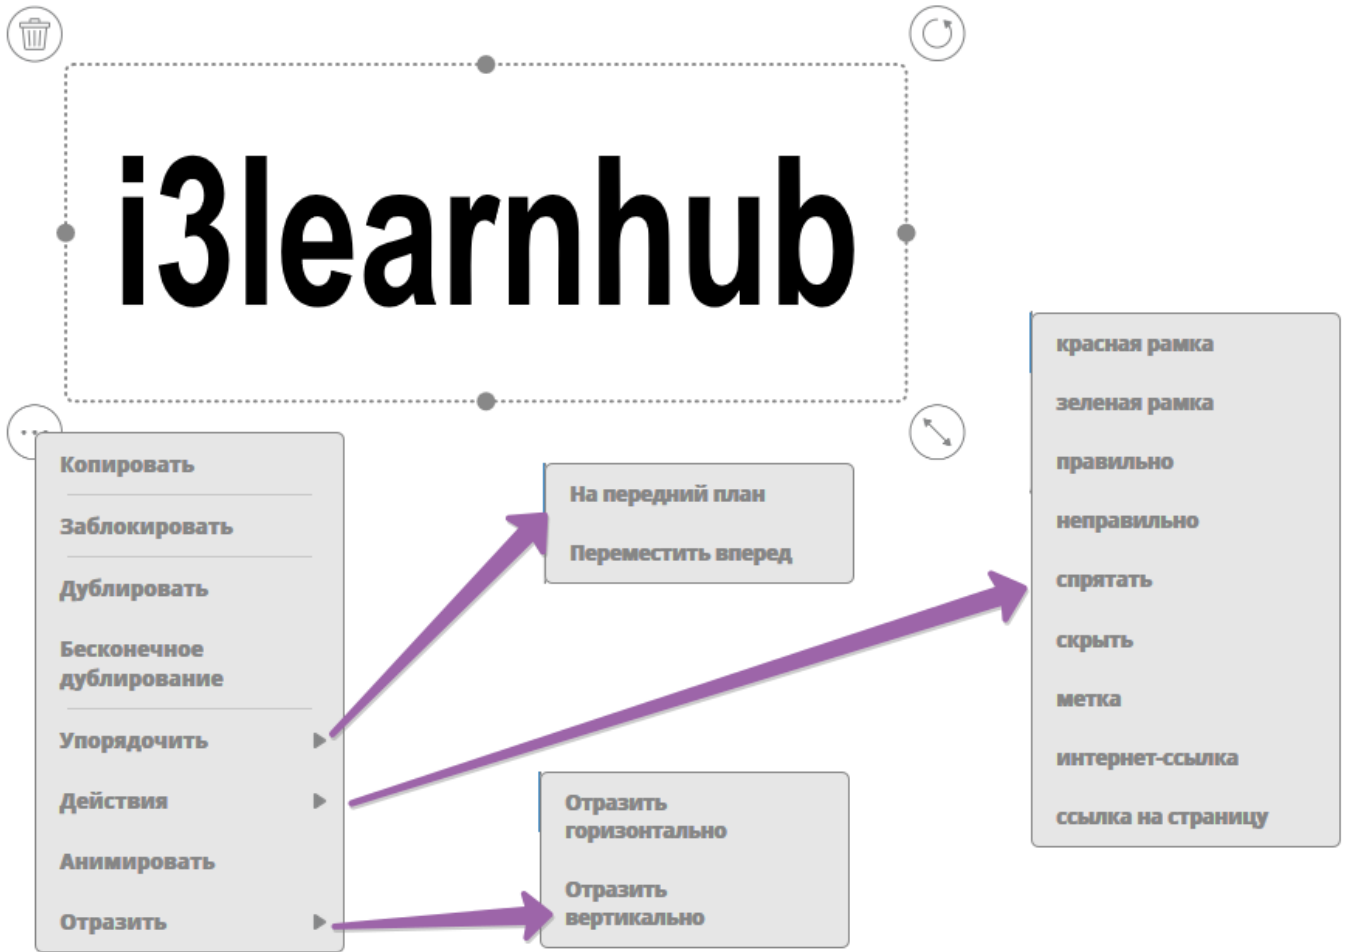 i3learnhub
Копировать
Заблокировать
Дублировать
Бесконечное
дублирование
Упорядочить
Действия
Анимировать
Отразить
На передний план
Переместить вперед
Отразить
горизонтально
Отразить
вертикально
красная рамка
зеленая рамка
правильно
неправильно
спрятать
скрыть
метка
интернет-ссылка
ссылка на страницу